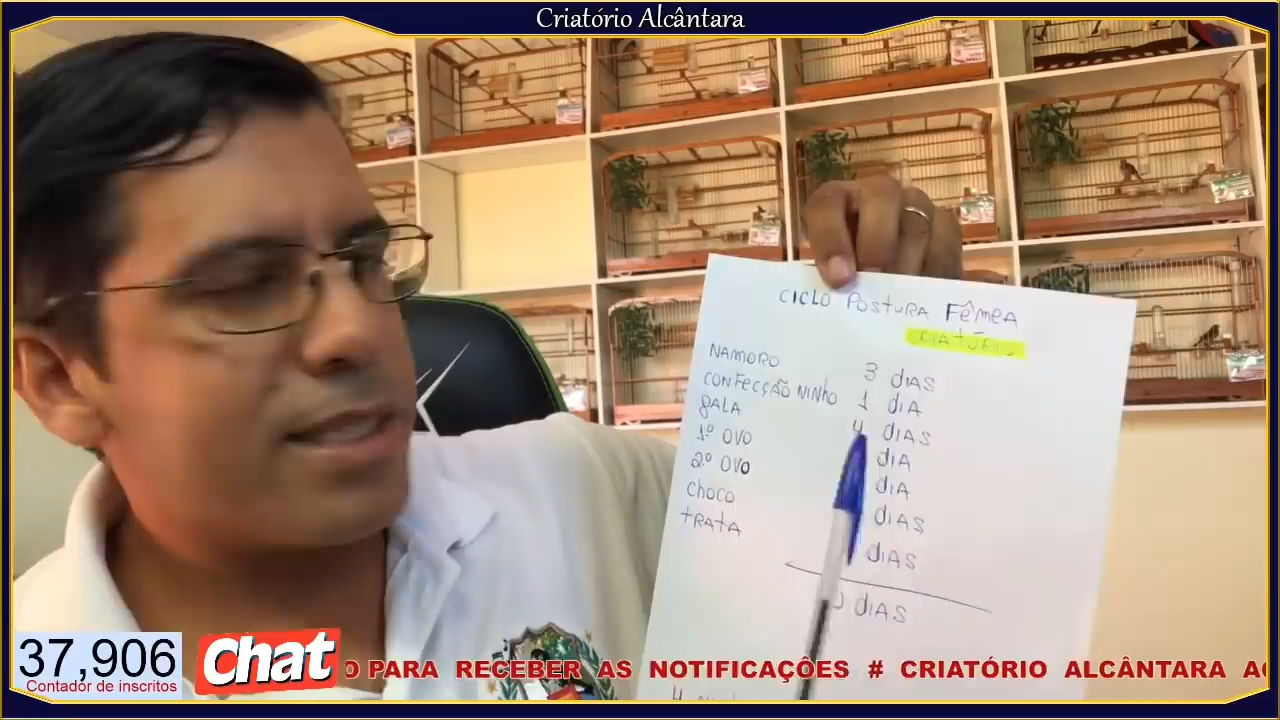 Criatório Alcântara
CICLO POSTURA FÊMEA
NAMORO 3 DIAS
CONFECÇÃO NINHO 1 DIA
GALA 4 DIAS
1º OVO DIA
2º OVO DIA
CHOCO DIAS
TRATA DIAS
DIAS
37,906
Contador de inscritos
Chat
O PARA RECEBER AS NOTIFICAÇÕES # CRIATÓRIO ALCÂNTARA